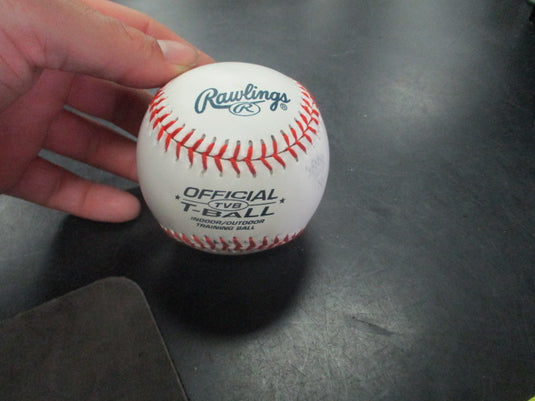 Rawlings®
R
OFFICIAL
TVB
T-BALL
INDOOR/OUTDOOR
TRAINING BALL